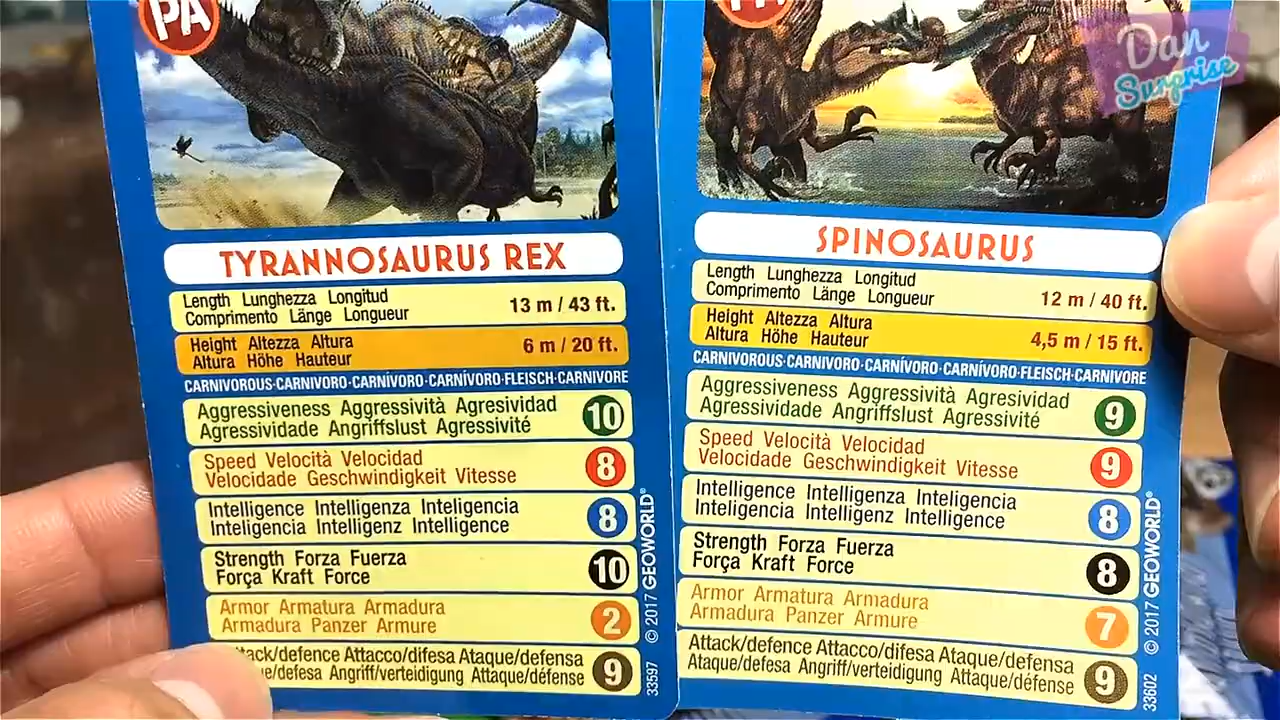 PA
TYRANNOSAURUS REX
Length Lunghezza Longitud
Comprimento Länge Longueur
13 m / 43 ft.
Height Altezza Altura
Altura Höhe Hauteur
6 m / 20 ft.
CARNIVOROUS·CARNIVORO·CARNÍVORO·CARNÍVORO·FLEISCH·CARNIVORE
Aggressiveness Aggressività Agresividad
Agressividade Angriffslust Agressivité
10
Speed Velocità Velocidad
Velocidade Geschwindigkeit Vitesse
8
Intelligence Intelligenza Inteligencia
Inteligencia Intelligenz Intelligence
8
Strength Forza Fuerza
Força Kraft Force
10
Armor Armatura Armadura
Armadura Panzer Armure
2
tack/defence Attacco/difesa Ataque/defensa
e/defesa Angriff/verteidigung Attaque/défense
9
33597 © 2017 GEOWORLD®
Dan
Surprise
SPINOSAURUS
Length Lunghezza Longitud
Comprimento Länge Longueur
12 m / 40 ft.
Height Altezza Altura
Altura Höhe Hauteur
4,5 m / 15 ft.
CARNIVOROUS·CARNIVORO·CARNÍVORO·CARNÍVORO·FLEISCH·CARNIVORE
Aggressiveness Aggressività Agresividad
Agressividade Angriffslust Agressivité
9
Speed Velocità Velocidad
Velocidade Geschwindigkeit Vitesse
9
Intelligence Intelligenza Inteligencia
Inteligencia Intelligenz Intelligence
8
Strength Forza Fuerza
Força Kraft Force
8
Armor Armatura Armadura
Armadura Panzer Armure
7
Attack/defence Attacco/difesa Ataque/defensa
Ataque/defesa Angriff/verteidigung Attaque/défense
9
33602 © 2017 GEOWORLD®